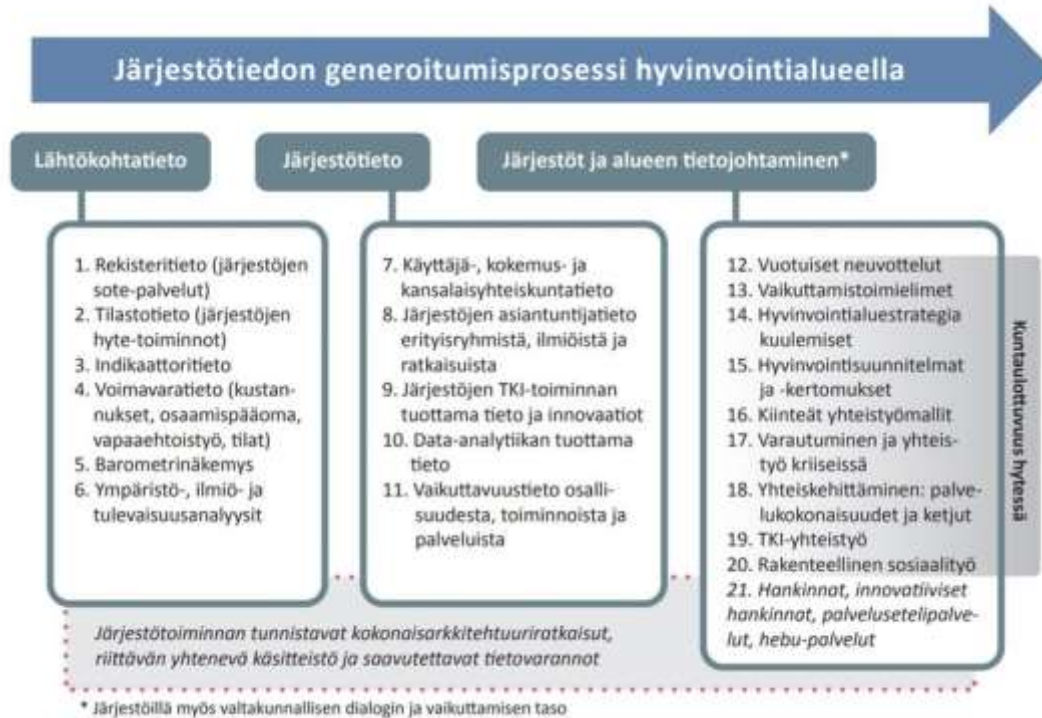 Järjestötiedon generoitumisprosessi hyvinvointialueella
Lähtökohtatieto
1. Rekisteritieto (järjestöjen
sote-palvelut)
2. Tilastotieto (järjestöjen
hyte-toiminnot)
3. Indikaattoritieto
4. Voimavaratieto (kustan-
nukset, osaamispääoma,
vapaaehtoistyö, tilat)
5. Barometrinäkemys
6. Ympäristö-, ilmiö- ja
tulevaisuusanalyysit
Järjestötieto
7. Käyttäjä-, kokemus- ja
kansalaisyhteiskuntatieto
8. Järjestöjen asiantuntijatieto
erityisryhmistä, ilmiöistä ja
ratkaisuista
9. Järjestöjen TKI-toiminnan
tuottama tieto ja innovaatiot
10. Data-analytiikan tuottama
tieto
11. Vaikuttavuustieto osalli-
suudesta, toiminnoista ja
palveluista
Järjestöt ja alueen tietojohtaminen*
12. Vuotuiset neuvottelut
13. Vaikuttamistoimielimet
14. Hyvinvointialuestrategia
kuulemiset
15. Hyvinvointisuunnitelmat
ja -kertomukset
16. Kiinteät yhteistyömallit
17. Varautuminen ja yhteis-
työ kriiseissä
18. Yhteiskehittäminen: palve-
lukokonaisuudet ja ketjut
19. TKI-yhteistyö
20. Rakenteellinen sosiaalityö
21. Hankinnat, innovatiiviset
hankinnat, palvelusetelipalve-
lut, hebu-palvelut
Kuntaulottuvuus hytessä
Järjestötoiminnan tunnistavat kokonaisarkkitehtuuriratkaisut,
riittävän yhtenevä käsitteistö ja saavutettavat tietovarannot
* Järjestöillä myös valtakunnallisen dialogin ja vaikuttamisen taso